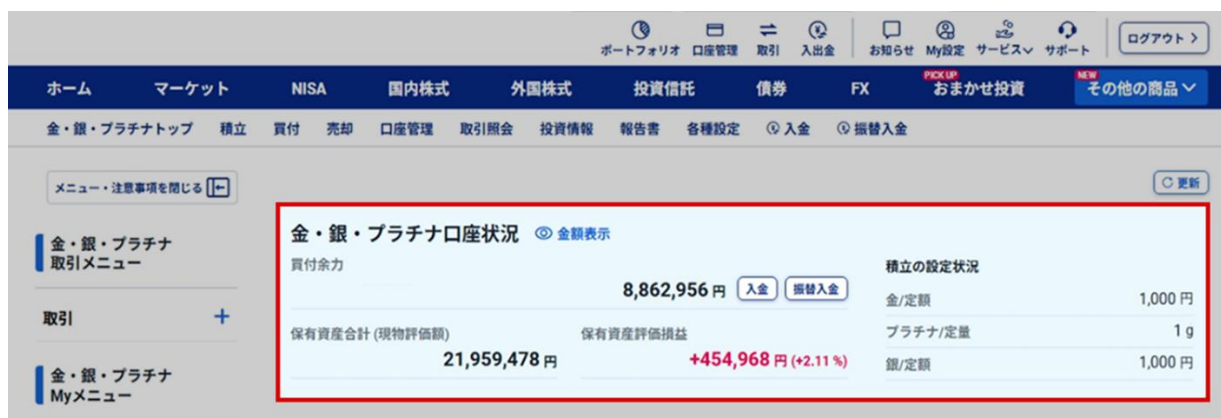 ポートフォリオ 口座管理 取引 入出金 お知らせ My設定 サービス サポート ログアウト
ホーム マーケット NISA 国内株式 外国株式 投資信託 債券 FX PICK UP おまかせ投資 NEW その他の商品
金・銀・プラチナトップ 積立 買付 売却 口座管理 取引照会 投資情報 報告書 各種設定 入金 振替入金
メニュー・注意事項を閉じる
更新
金・銀・プラチナ
取引メニュー
取引 +
金・銀・プラチナ
Myメニュー
金・銀・プラチナ口座状況 金額表示
買付余力
8,862,956 円 入金 振替入金
保有資産合計 (現物評価額)
21,959,478 円
保有資産評価損益
+454,968 円 (+2.11 %)
積立の設定状況
金/定額 1,000 円
プラチナ/定量 1 g
銀/定額 1,000 円